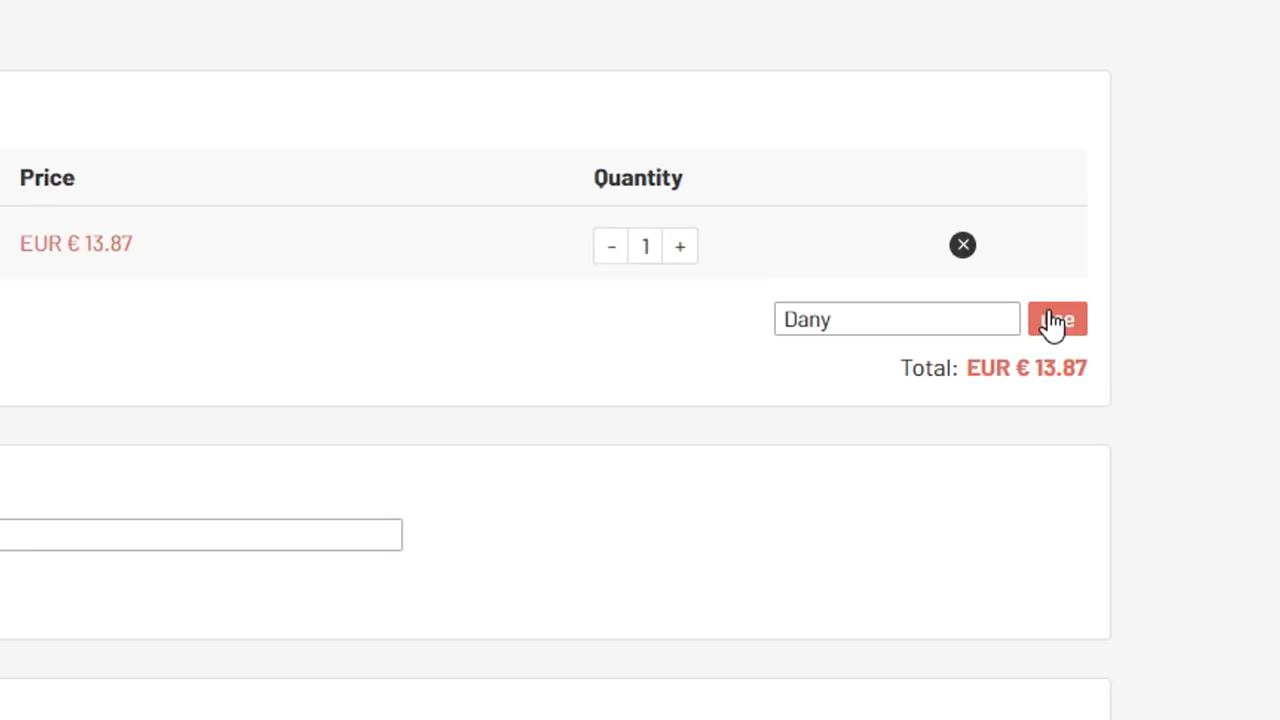 Price Quantity
EUR € 13.87 - 1 +
Dany
Total: EUR € 13.87